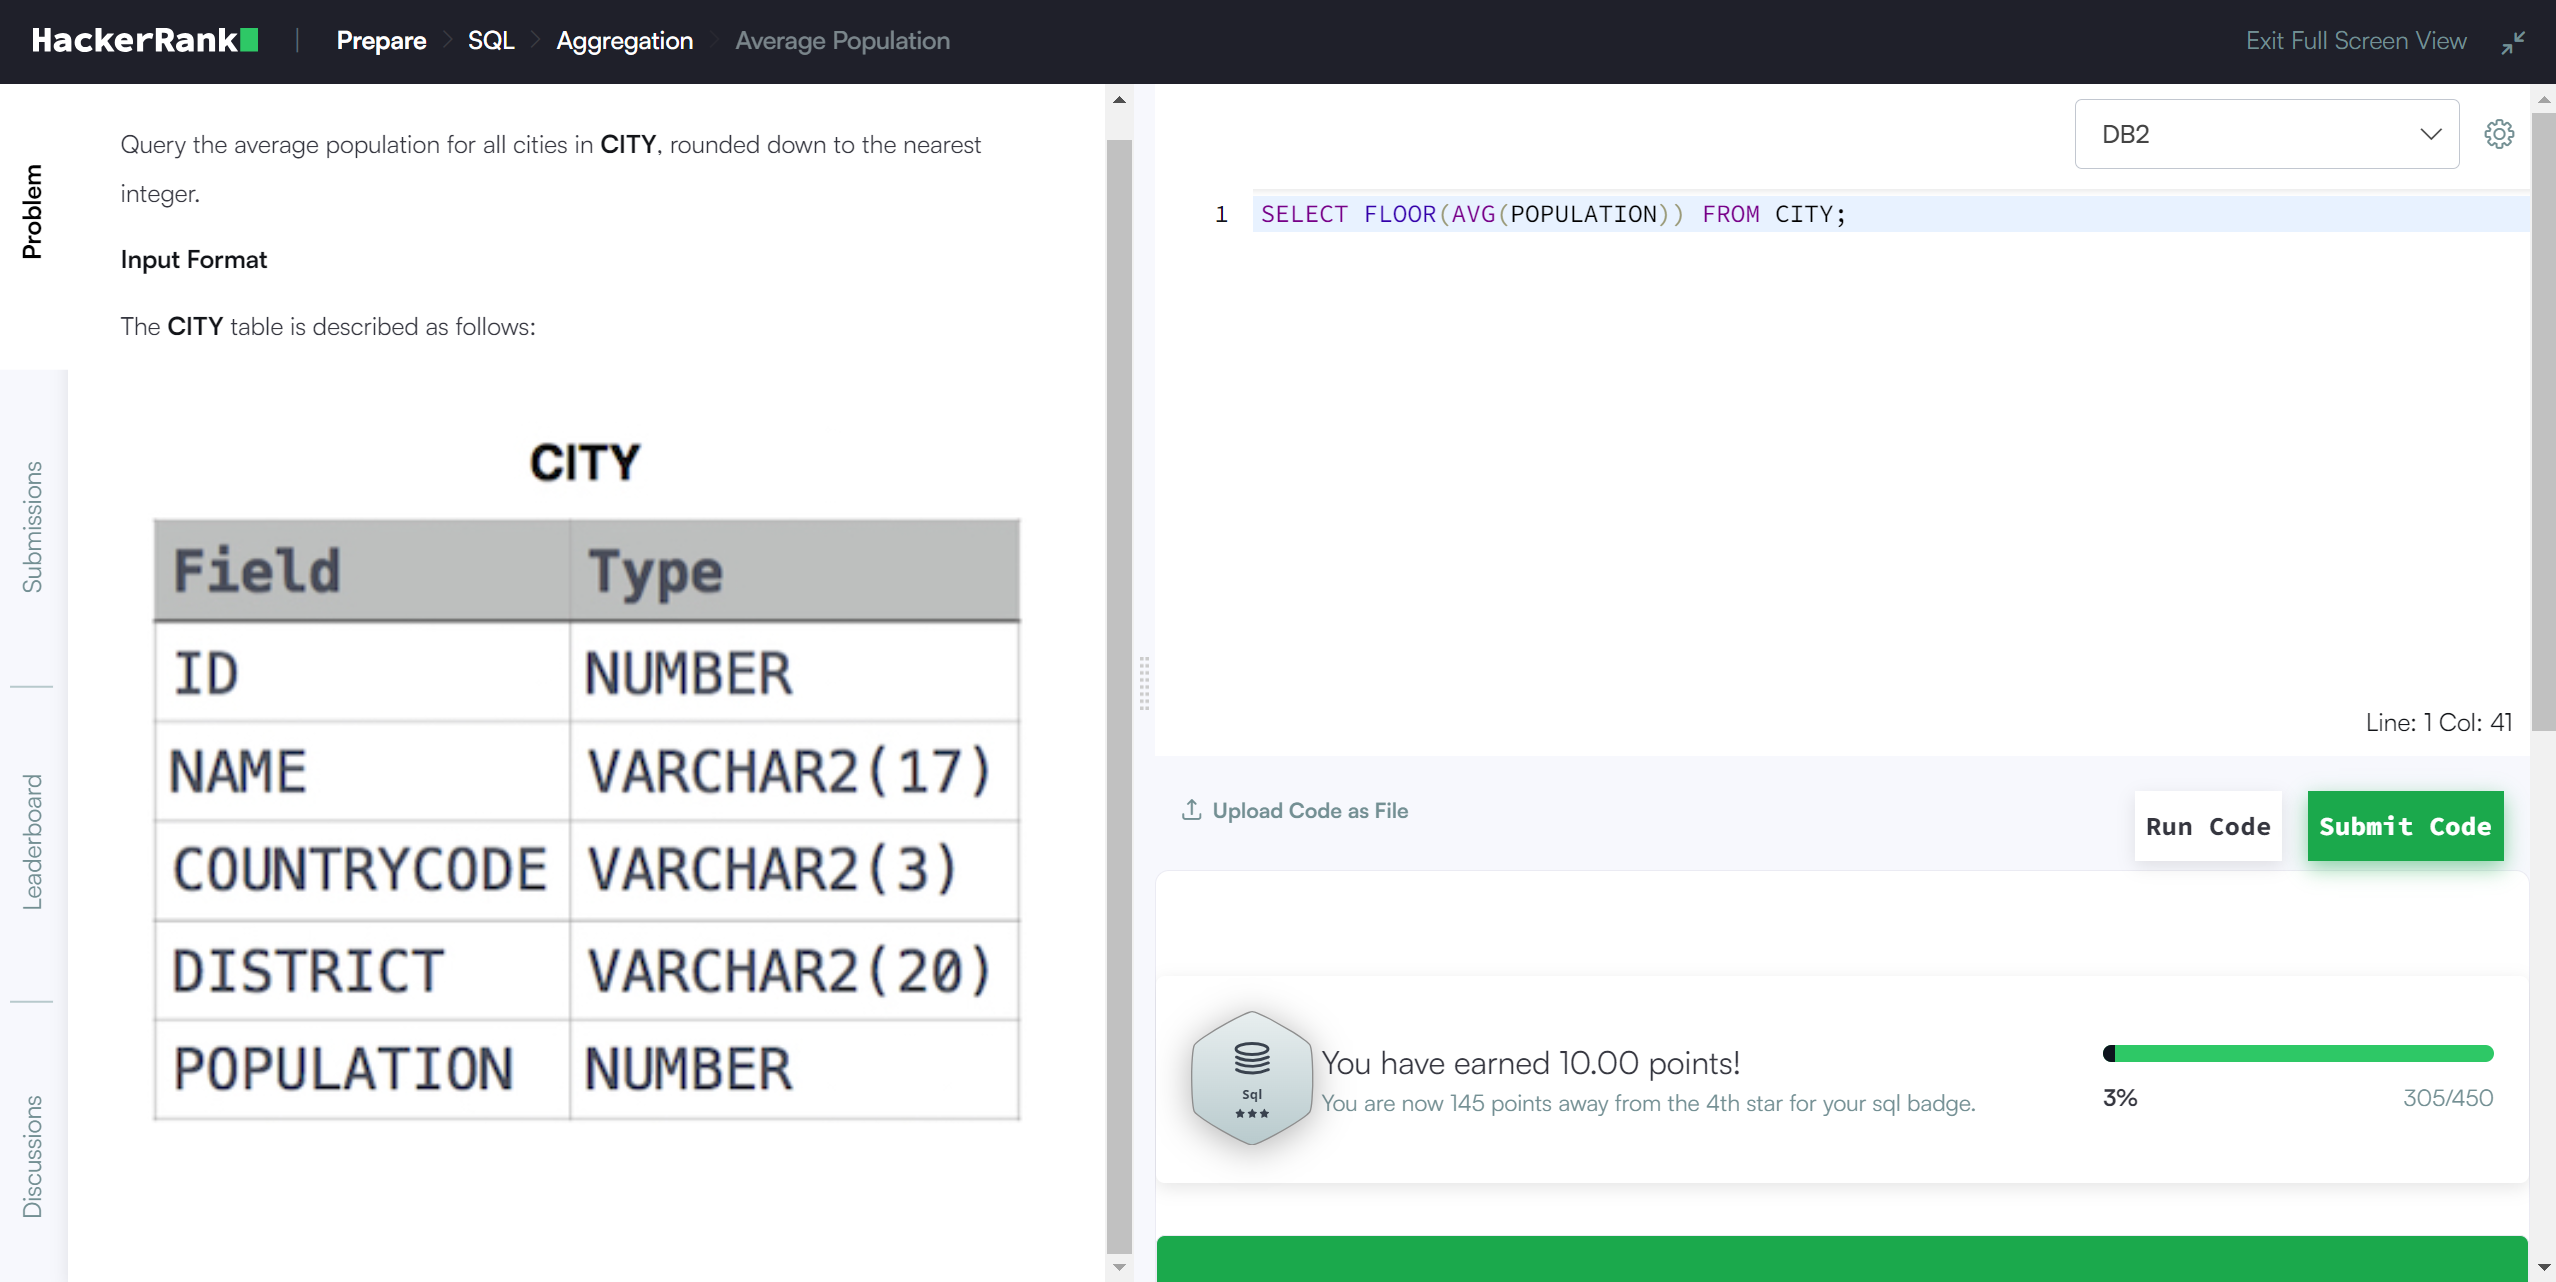 HackerRank | Prepare > SQL > Aggregation > Average Population
Exit Full Screen View
Problem
Submissions
Leaderboard
Discussions
Query the average population for all cities in CITY, rounded down to the nearest
integer.
Input Format
The CITY table is described as follows:
CITY
Field Type
ID NUMBER
NAME VARCHAR2(17)
COUNTRYCODE VARCHAR2(3)
DISTRICT VARCHAR2(20)
POPULATION NUMBER
DB2
1 SELECT FLOOR(AVG(POPULATION)) FROM CITY;
Line: 1 Col: 41
Upload Code as File
Run Code
Submit Code
Sql
You have earned 10.00 points!
You are now 145 points away from the 4th star for your sql badge.
3% 305/450